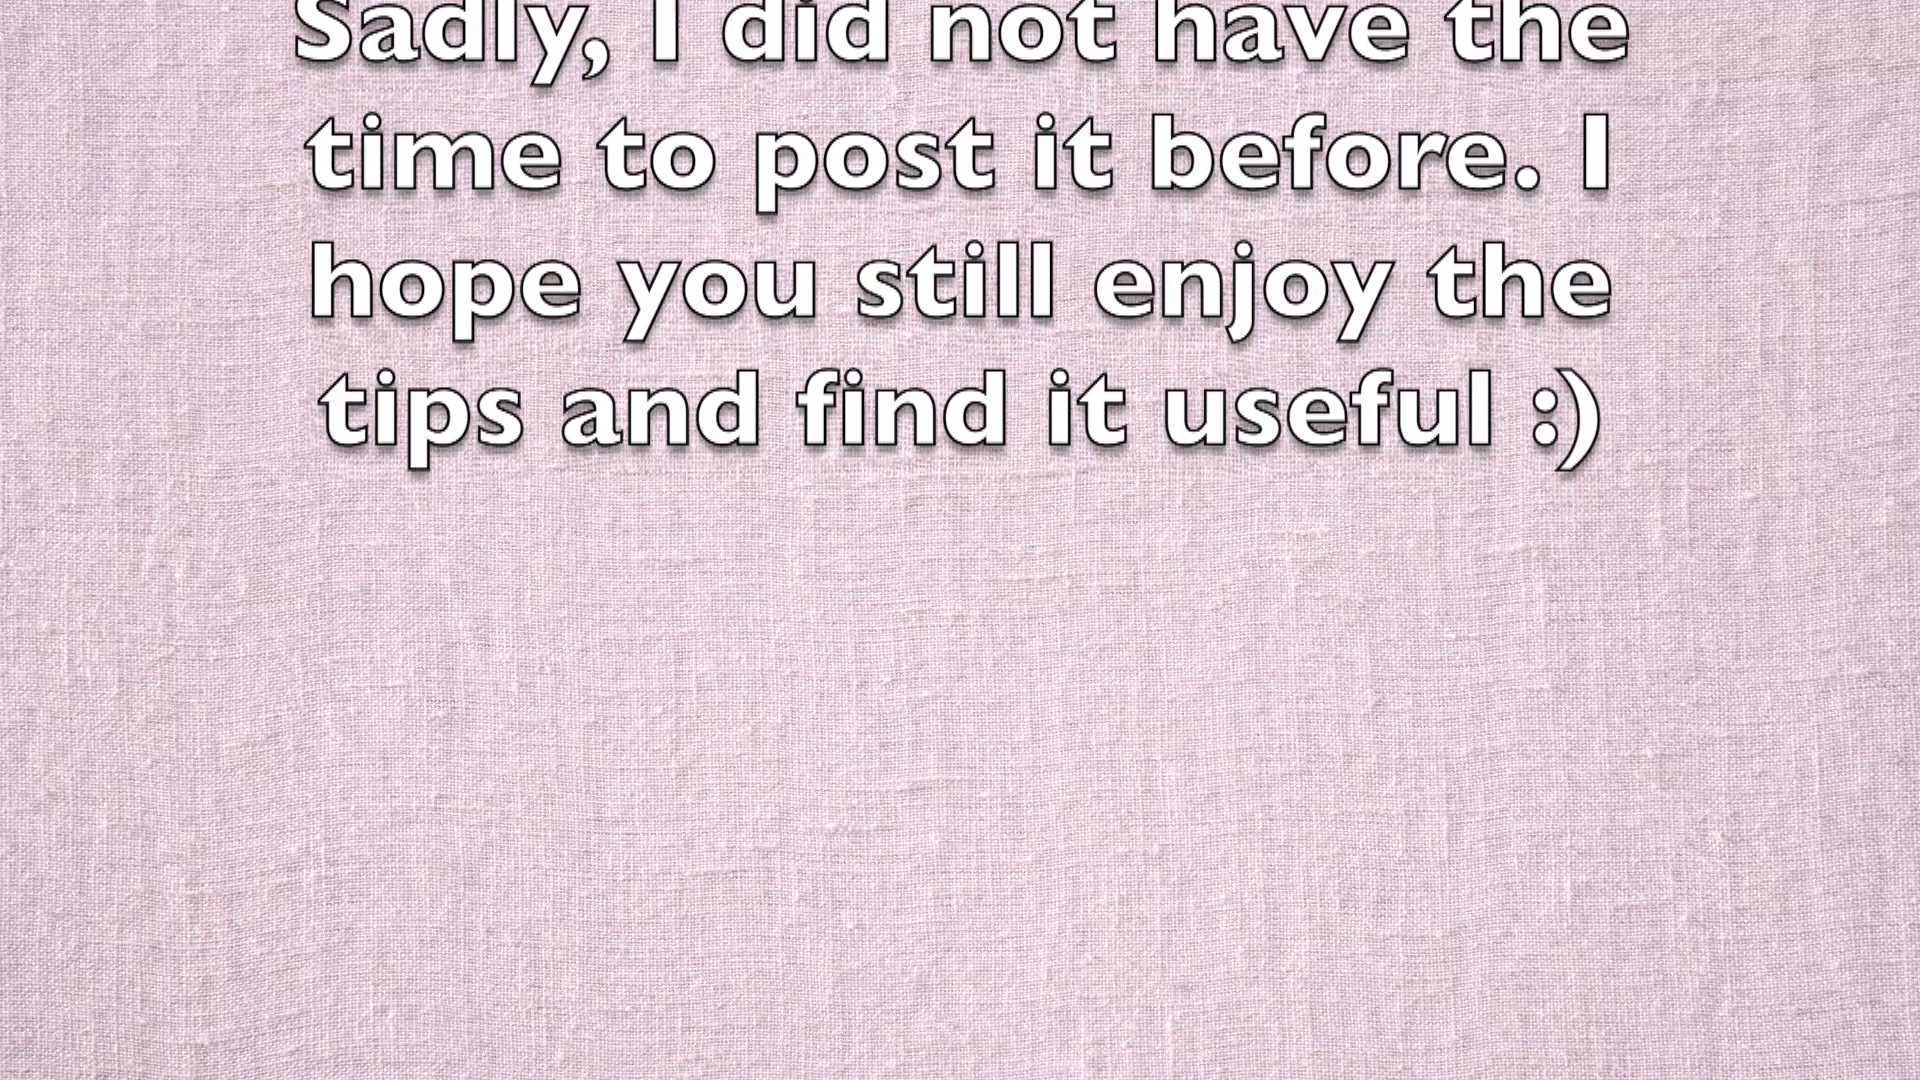 Sadly, I did not have the
time to post it before. I
hope you still enjoy the
tips and find it useful :)